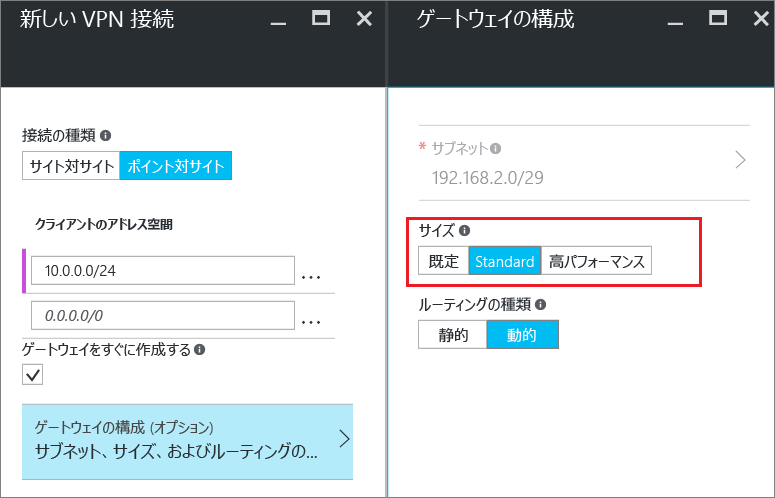 新しい VPN 接続
接続の種類
サイト対サイト ポイント対サイト
クライアントのアドレス空間
10.0.0.0/24 ...
0.0.0.0/0 ...
ゲートウェイをすぐに作成する
ゲートウェイの構成 (オプション)
サブネット、サイズ、およびルーティングの...
ゲートウェイの構成
* サブネット
192.168.2.0/29
サイズ
既定 Standard 高パフォーマンス
ルーティングの種類
静的 動的